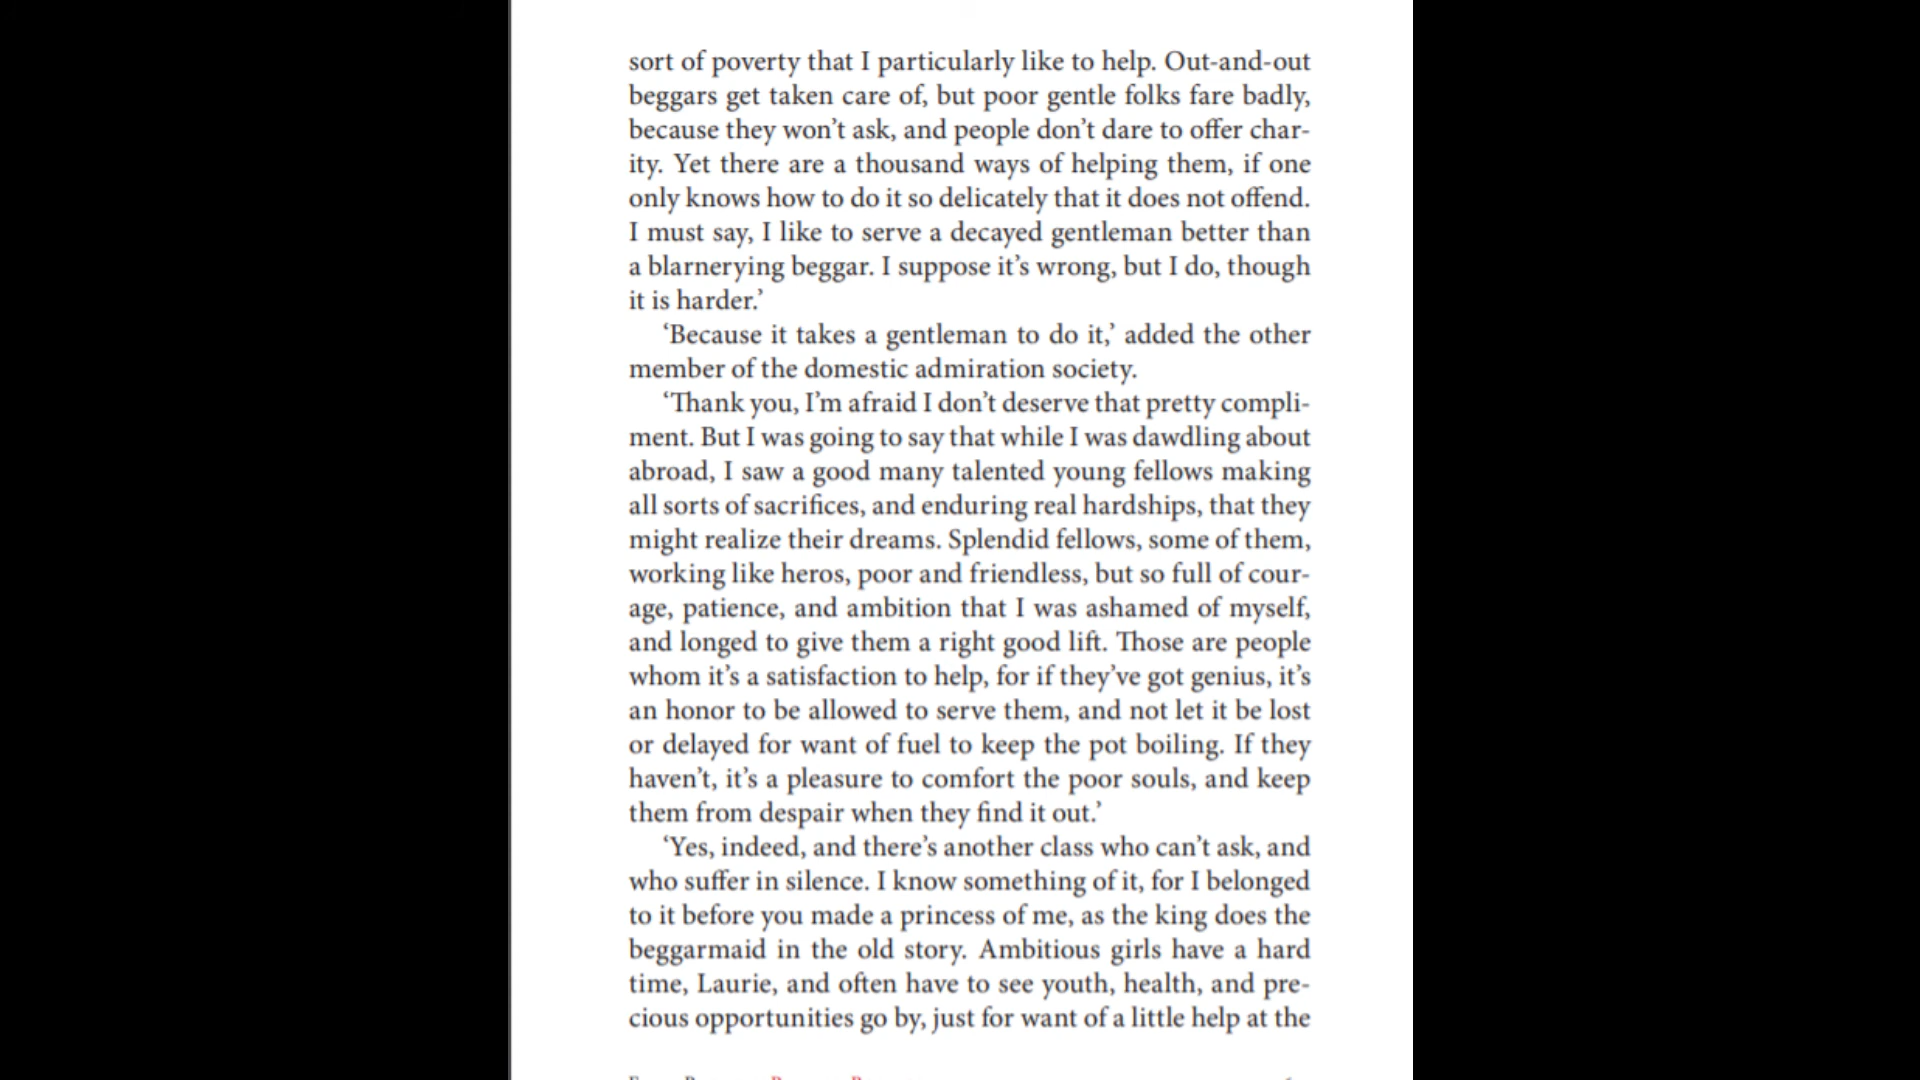 sort of poverty that I particularly like to help. Out-and-out
beggars get taken care of, but poor gentle folks fare badly,
because they won’t ask, and people don’t dare to offer char-
ity. Yet there are a thousand ways of helping them, if one
only knows how to do it so delicately that it does not offend.
I must say, I like to serve a decayed gentleman better than
a blarnerying beggar. I suppose it’s wrong, but I do, though
it is harder.’
‘Because it takes a gentleman to do it,’ added the other
member of the domestic admiration society.
‘Thank you, I’m afraid I don’t deserve that pretty compli-
ment. But I was going to say that while I was dawdling about
abroad, I saw a good many talented young fellows making
all sorts of sacrifices, and enduring real hardships, that they
might realize their dreams. Splendid fellows, some of them,
working like heros, poor and friendless, but so full of cour-
age, patience, and ambition that I was ashamed of myself,
and longed to give them a right good lift. Those are people
whom it’s a satisfaction to help, for if they’ve got genius, it’s
an honor to be allowed to serve them, and not let it be lost
or delayed for want of fuel to keep the pot boiling. If they
haven’t, it’s a pleasure to comfort the poor souls, and keep
them from despair when they find it out.’
‘Yes, indeed, and there’s another class who can’t ask, and
who suffer in silence. I know something of it, for I belonged
to it before you made a princess of me, as the king does the
beggarmaid in the old story. Ambitious girls have a hard
time, Laurie, and often have to see youth, health, and pre-
cious opportunities go by, just for want of a little help at the